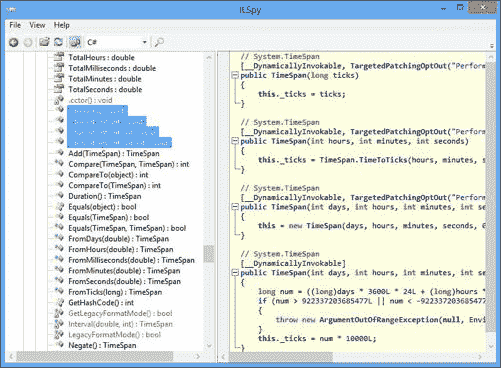 ILSpy
File View Help
C#
TotalHours : double
TotalMilliseconds : double
TotalMinutes : double
TotalSeconds : double
.cctor() : void
Add(TimeSpan) : TimeSpan
Compare(TimeSpan, TimeSpan) : int
CompareTo(object) : int
CompareTo(TimeSpan) : int
Duration() : TimeSpan
Equals(object) : bool
Equals(TimeSpan) : bool
Equals(TimeSpan, TimeSpan) : bool
FromDays(double) : TimeSpan
FromHours(double) : TimeSpan
FromMilliseconds(double) : TimeSpan
FromMinutes(double) : TimeSpan
FromSeconds(double) : TimeSpan
FromTicks(long) : TimeSpan
GetHashCode() : int
GetLegacyFormatMode() : bool
Interval(double, int) : TimeSpan
LegacyFormatMode() : bool
Negate() : TimeSpan
// System.TimeSpan
[__DynamicallyInvokable, TargetedPatchingOptOut("Perform
public TimeSpan(long ticks)
{
this._ticks = ticks;
}
// System.TimeSpan
[__DynamicallyInvokable, TargetedPatchingOptOut("Perform
public TimeSpan(int hours, int minutes, int seconds)
{
this._ticks = TimeSpan.TimeToTicks(hours, minutes, s
}
// System.TimeSpan
[__DynamicallyInvokable, TargetedPatchingOptOut("Perform
public TimeSpan(int days, int hours, int minutes, int se
{
this = new TimeSpan(days, hours, minutes, seconds, 0
}
// System.TimeSpan
[__DynamicallyInvokable]
public TimeSpan(int days, int hours, int minutes, int se
{
long num = ((long)days * 3600L * 24L + (long)hours *
if (num > 922337203685477L || num < -92233720368547
{
throw new ArgumentOutOfRangeException(null, Envi
}
this._ticks = num * 10000L;
}